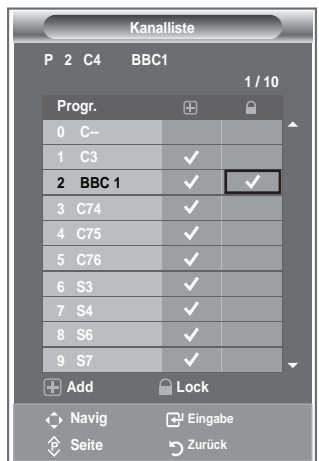 Kanalliste
P 2 C4 BBC1
1 / 10
Progr.
0 C--
1 C3
2 BBC 1
3 C74
4 C75
5 C76
6 S3
7 S4
8 S6
9 S7
Add Lock
Navig Eingabe
P Seite Zurück